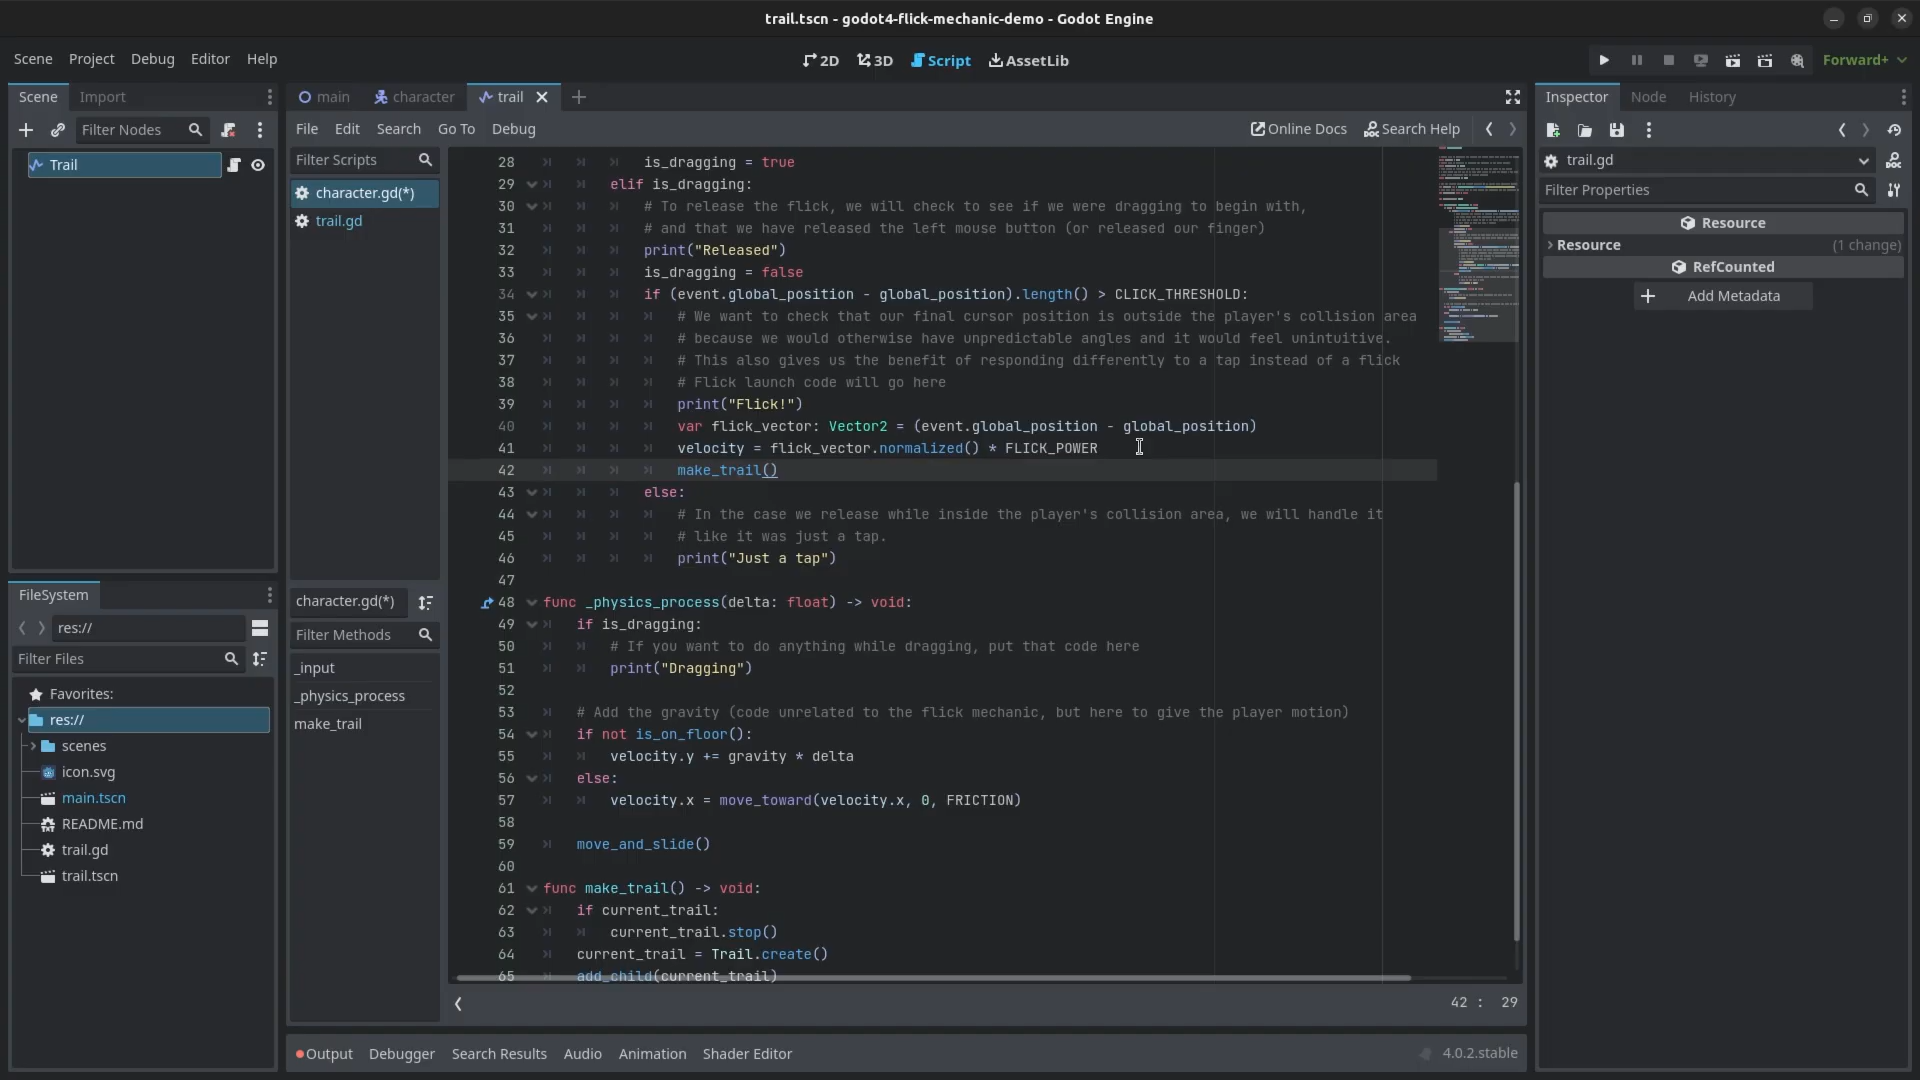 trail.tscn - godot4-flick-mechanic-demo - Godot Engine
Scene Project Debug Editor Help
2D 3D Script AssetLib
Forward+
Scene Import
Filter Nodes
Trail
FileSystem
res://
Filter Files
Favorites:
res://
scenes
icon.svg
main.tscn
README.md
trail.gd
trail.tscn
main character trail
File Edit Search Go To Debug
Online Docs Search Help
Filter Scripts
character.gd(*)
trail.gd
character.gd(*)
Filter Methods
_input
_physics_process
make_trail
28 is_dragging = true
29 elif is_dragging:
30 # To release the flick, we will check to see if we were dragging to begin with,
31 # and that we have released the left mouse button (or released our finger)
32 print("Released")
33 is_dragging = false
34 if (event.global_position - global_position).length() > CLICK_THRESHOLD:
35 # We want to check that our final cursor position is outside the player's collision area
36 # because we would otherwise have unpredictable angles and it would feel unintuitive.
37 # This also gives us the benefit of responding differently to a tap instead of a flick
38 # Flick launch code will go here
39 print("Flick!")
40 var flick_vector: Vector2 = (event.global_position - global_position)
41 velocity = flick_vector.normalized() * FLICK_POWER
42 make_trail()
43 else:
44 # In the case we release while inside the player's collision area, we will handle it
45 # like it was just a tap.
46 print("Just a tap")
47
48 func _physics_process(delta: float) -> void:
49 if is_dragging:
50 # If you want to do anything while dragging, put that code here
51 print("Dragging")
52
53 # Add the gravity (code unrelated to the flick mechanic, but here to give the player motion)
54 if not is_on_floor():
55 velocity.y += gravity * delta
56 else:
57 velocity.x = move_toward(velocity.x, 0, FRICTION)
58
59 move_and_slide()
60
61 func make_trail() -> void:
62 if current_trail:
63 current_trail.stop()
64 current_trail = Trail.create()
65 add_child(current_trail)
42 : 29
Output Debugger Search Results Audio Animation Shader Editor
4.0.2.stable
Inspector Node History
trail.gd
Filter Properties
Resource
Resource (1 change)
RefCounted
Add Metadata